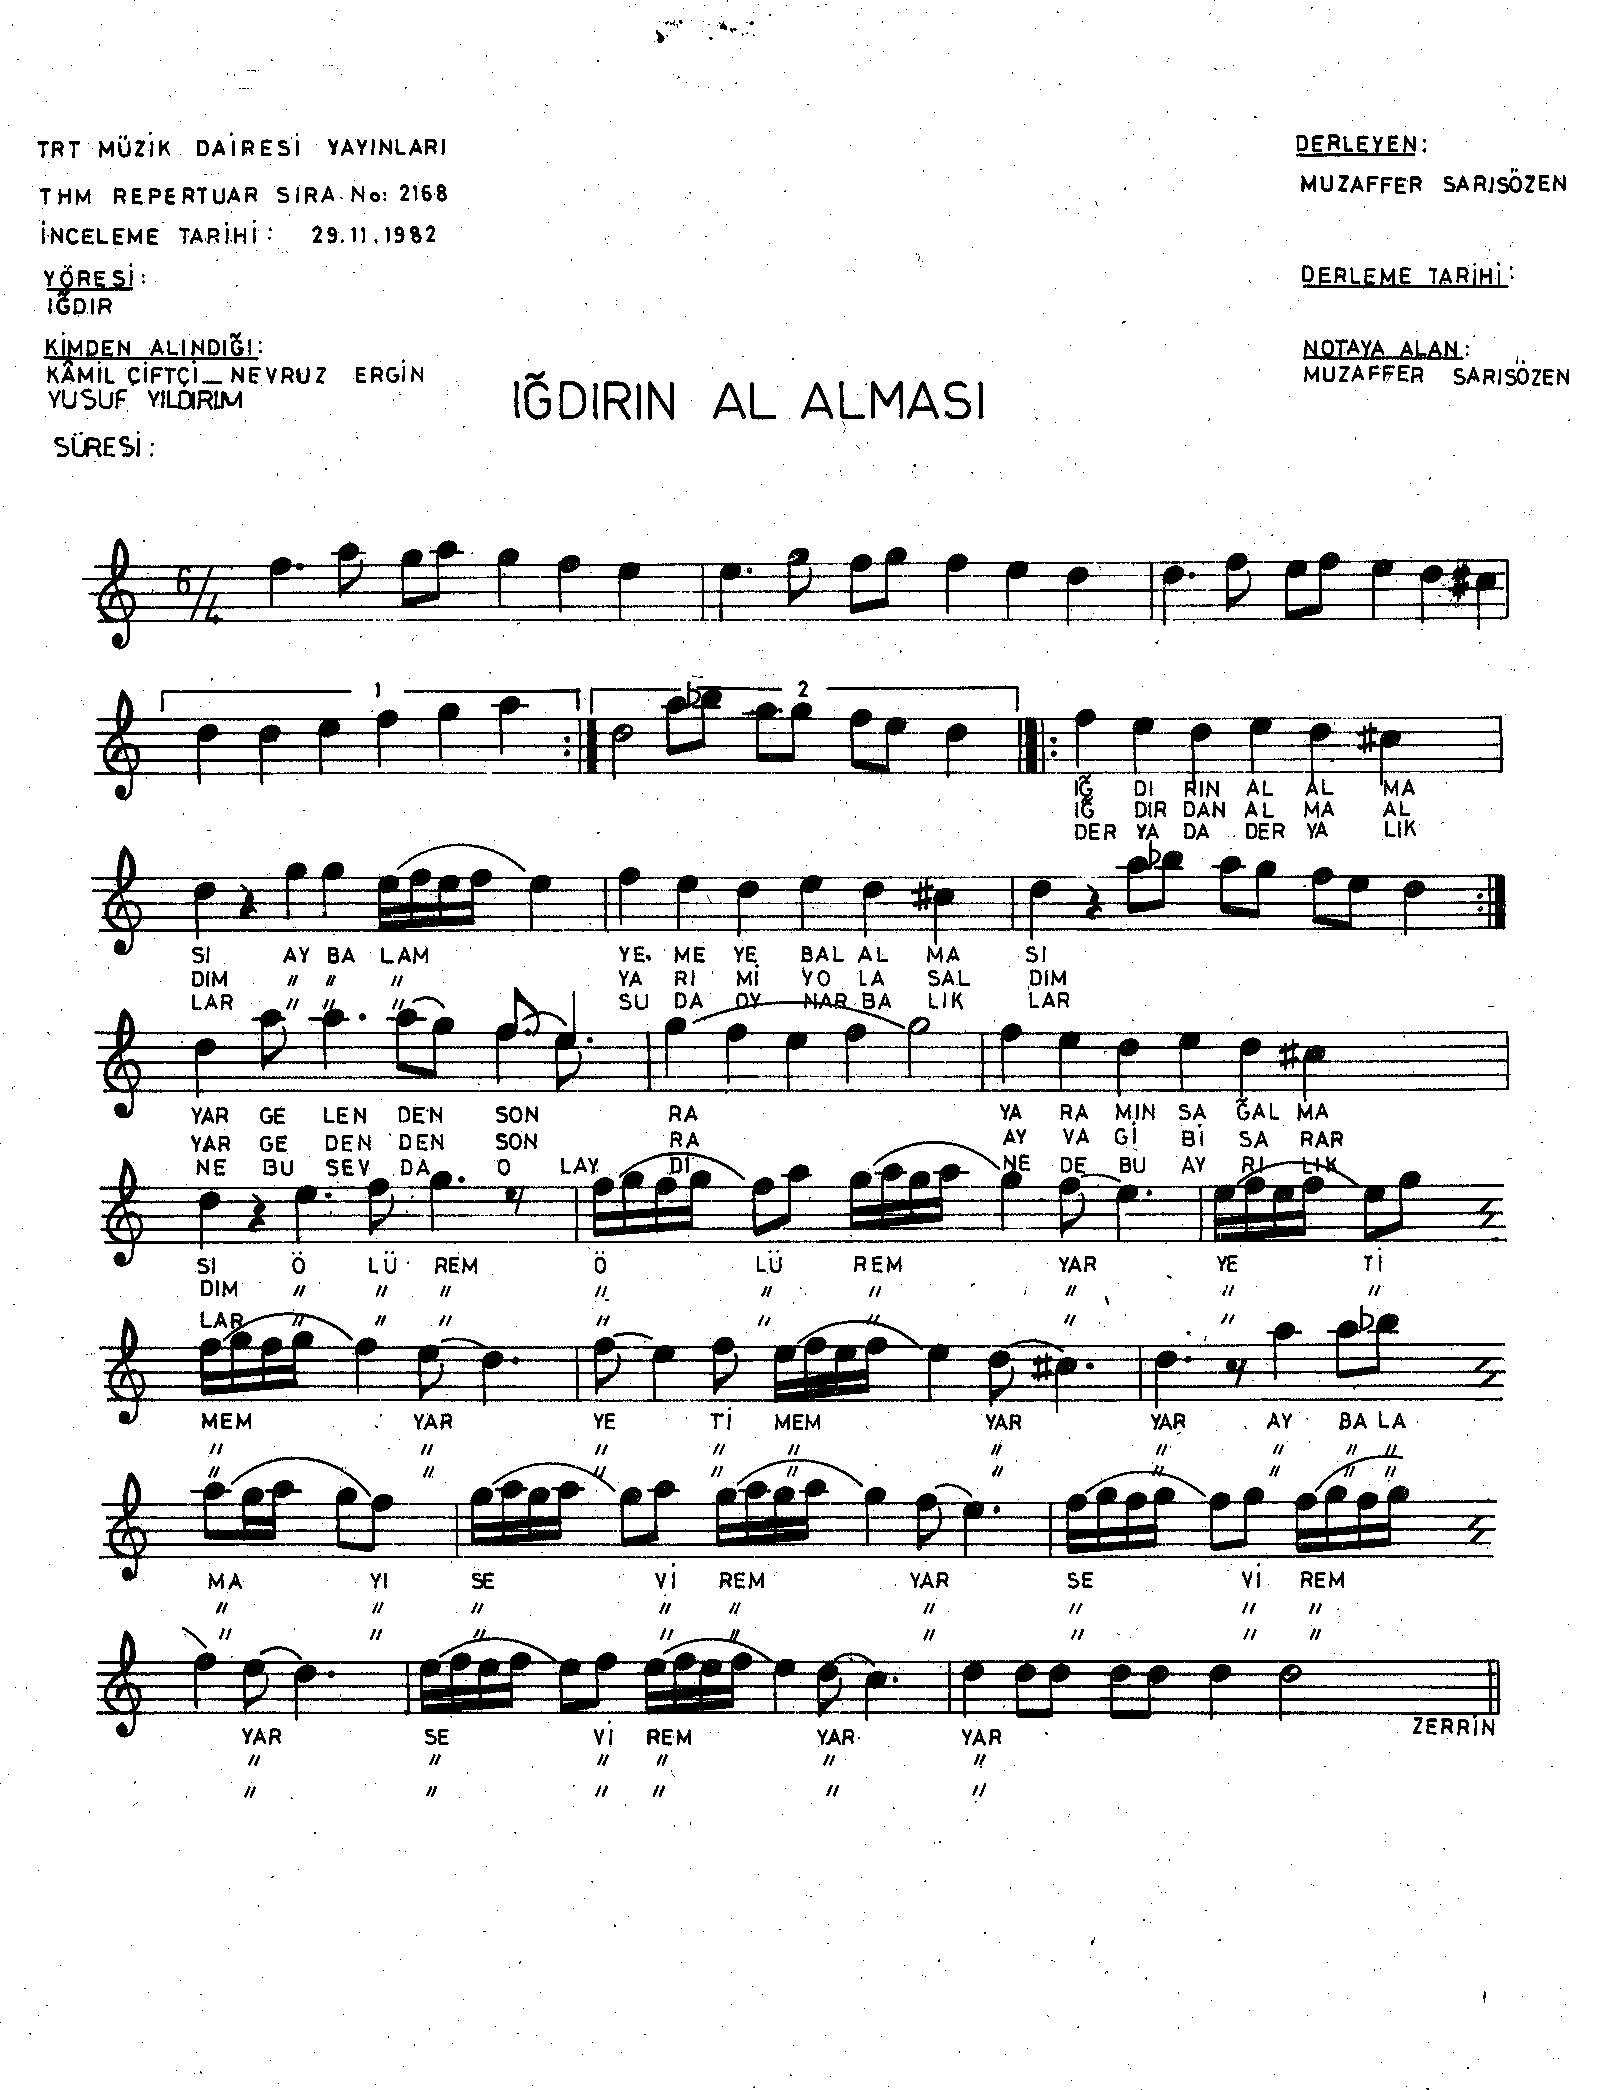 TRT MÜZİK DAİRESİ YAYINLARI
THM REPERTUAR SIRA No: 2168
İNCELEME TARİHİ: 29.11.1982
YÖRESİ:
IĞDIR
KİMDEN ALINDIĞI:
KÂMİL ÇİFTÇİ_ NEVRUZ ERGİN
YUSUF YILDIRIM
SÜRESİ:
DERLEYEN:
MUZAFFER SARISÖZEN
DERLEME TARİHİ:
NOTAYA ALAN:
MUZAFFER SARISÖZEN
IĞDIRIN AL ALMASI
6/4
1 2
IĞ DI RIN AL AL MA
IĞ DIR DAN AL MA AL
DER YA DA DER YA LIK
SI AY BA LAM YE. ME YE BAL AL MA SI
DIM " " " YA RI Mİ YO LA SAL DIM
LAR " " " SU DA OY NAR BA LIK LAR
YAR GE LEN DEN SON RA YA RA MIN SA ĞAL MA
YAR GE DEN DEN SON RA AY VA Gİ Bİ SA RAR
NE BU SEV DA O LAY DI NE DE BU AY RI LIK
SI Ö LÜ REM Ö LÜ REM YAR YE Tİ
DIM " " " " " " " " "
LAR " " " " " " " "
MEM YAR YE Tİ MEM YAR YAR AY BA LA
" " " " " " " " " "
" " " " " " " " " "
MA YI SE Vİ REM YAR SE Vİ REM
" " " " " " " " "
" " " " " " " " "
YAR SE Vİ REM YAR YAR
" " " " " "
" " " " " "
ZERRİN